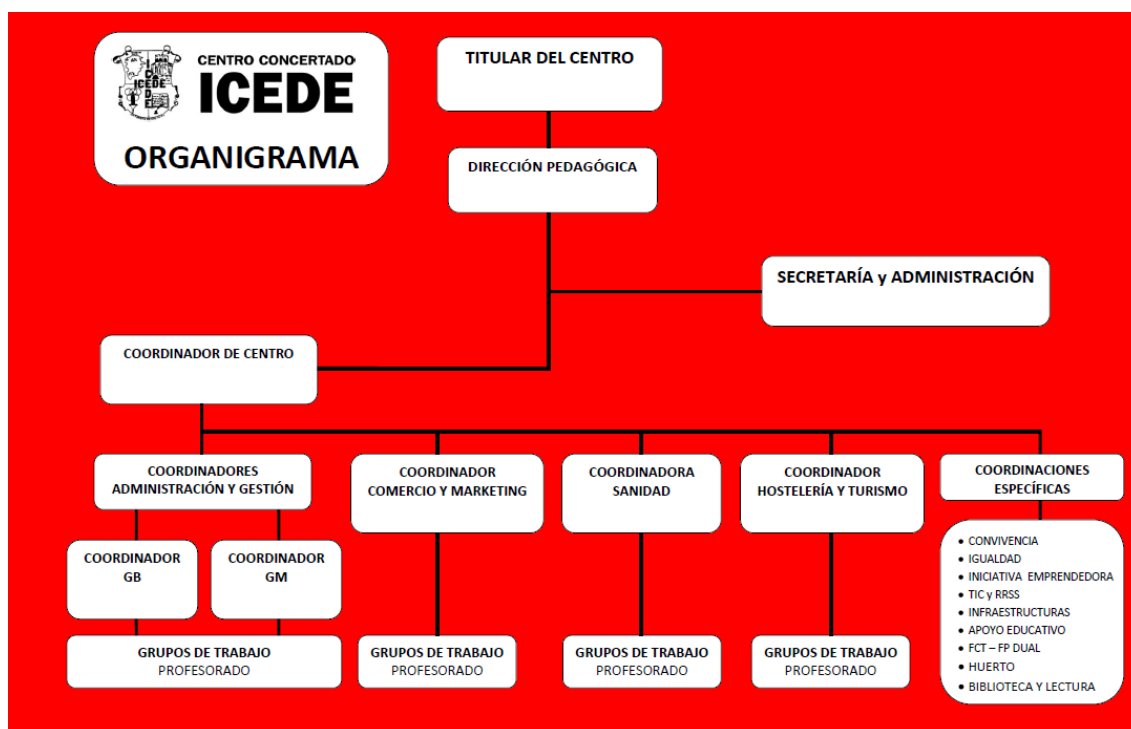 CENTRO CONCERTADO
ICEDE
ICEDE
ORGANIGRAMA
TITULAR DEL CENTRO
DIRECCIÓN PEDAGÓGICA
SECRETARÍA y ADMINISTRACIÓN
COORDINADOR DE CENTRO
COORDINADORES
ADMINISTRACIÓN Y GESTIÓN
COORDINADOR
COMERCIO Y MARKETING
COORDINADORA
SANIDAD
COORDINADOR
HOSTELERÍA Y TURISMO
COORDINACIONES
ESPECÍFICAS
COORDINADOR
GB
COORDINADOR
GM
• CONVIVENCIA
• IGUALDAD
• INICIATIVA EMPRENDEDORA
• TIC y RRSS
• INFRAESTRUCTURAS
• APOYO EDUCATIVO
• FCT – FP DUAL
• HUERTO
• BIBLIOTECA Y LECTURA
GRUPOS DE TRABAJO
PROFESORADO
GRUPOS DE TRABAJO
PROFESORADO
GRUPOS DE TRABAJO
PROFESORADO
GRUPOS DE TRABAJO
PROFESORADO